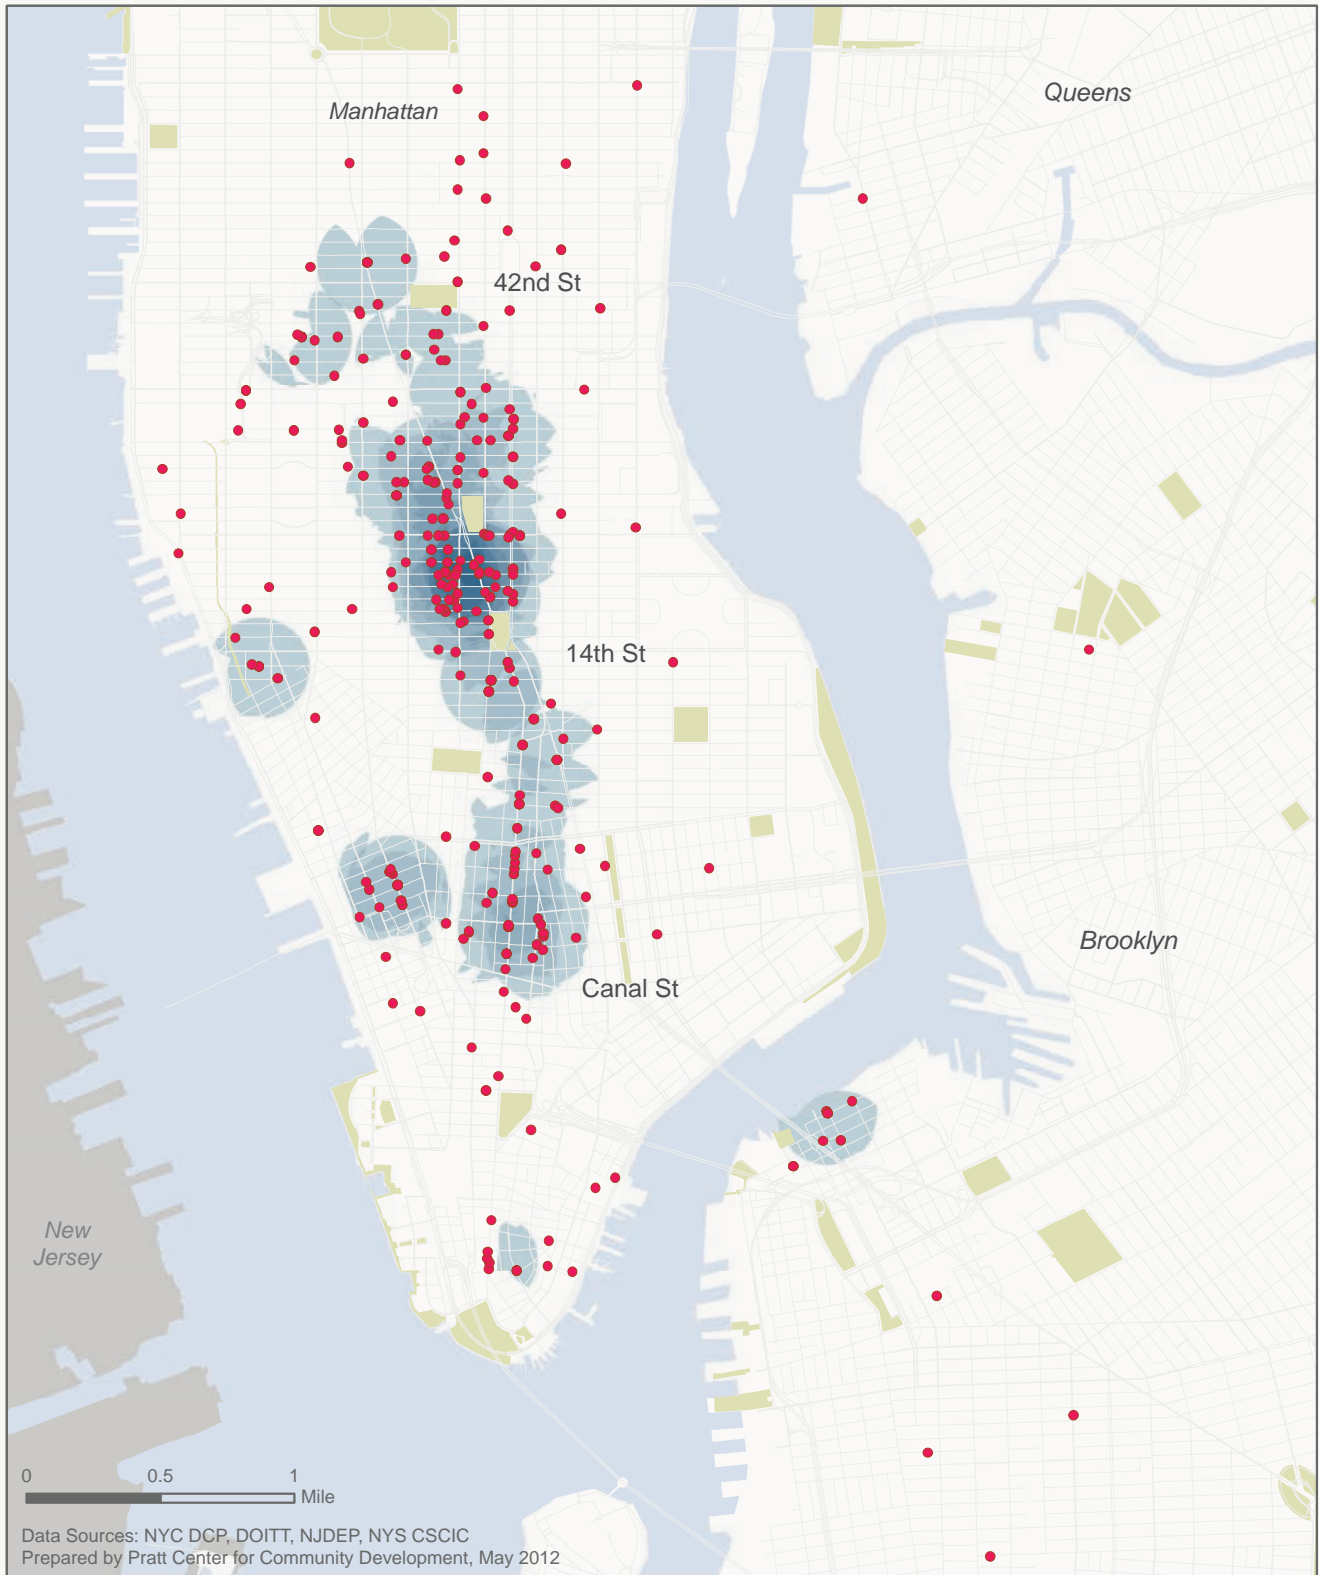 Manhattan
Queens
42nd St
14th St
Brooklyn
Canal St
New
Jersey
0 0.5 1
Mile
Data Sources: NYC DCP, DOITT, NJDEP, NYS CSCIC
Prepared by Pratt Center for Community Development, May 2012